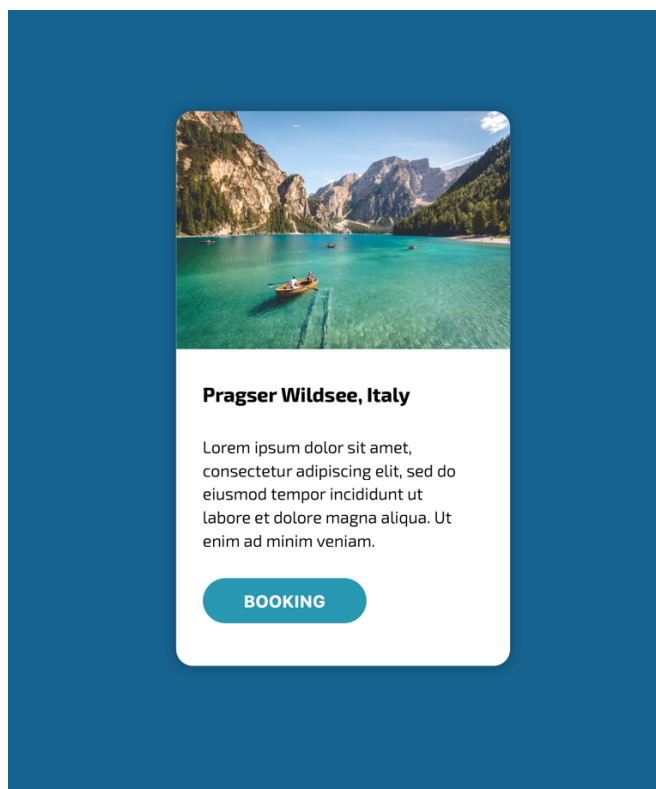 Pragser Wildsee, Italy
Lorem ipsum dolor sit amet,
consectetur adipiscing elit, sed do
eiusmod tempor incididunt ut
labore et dolore magna aliqua. Ut
enim ad minim veniam.
BOOKING